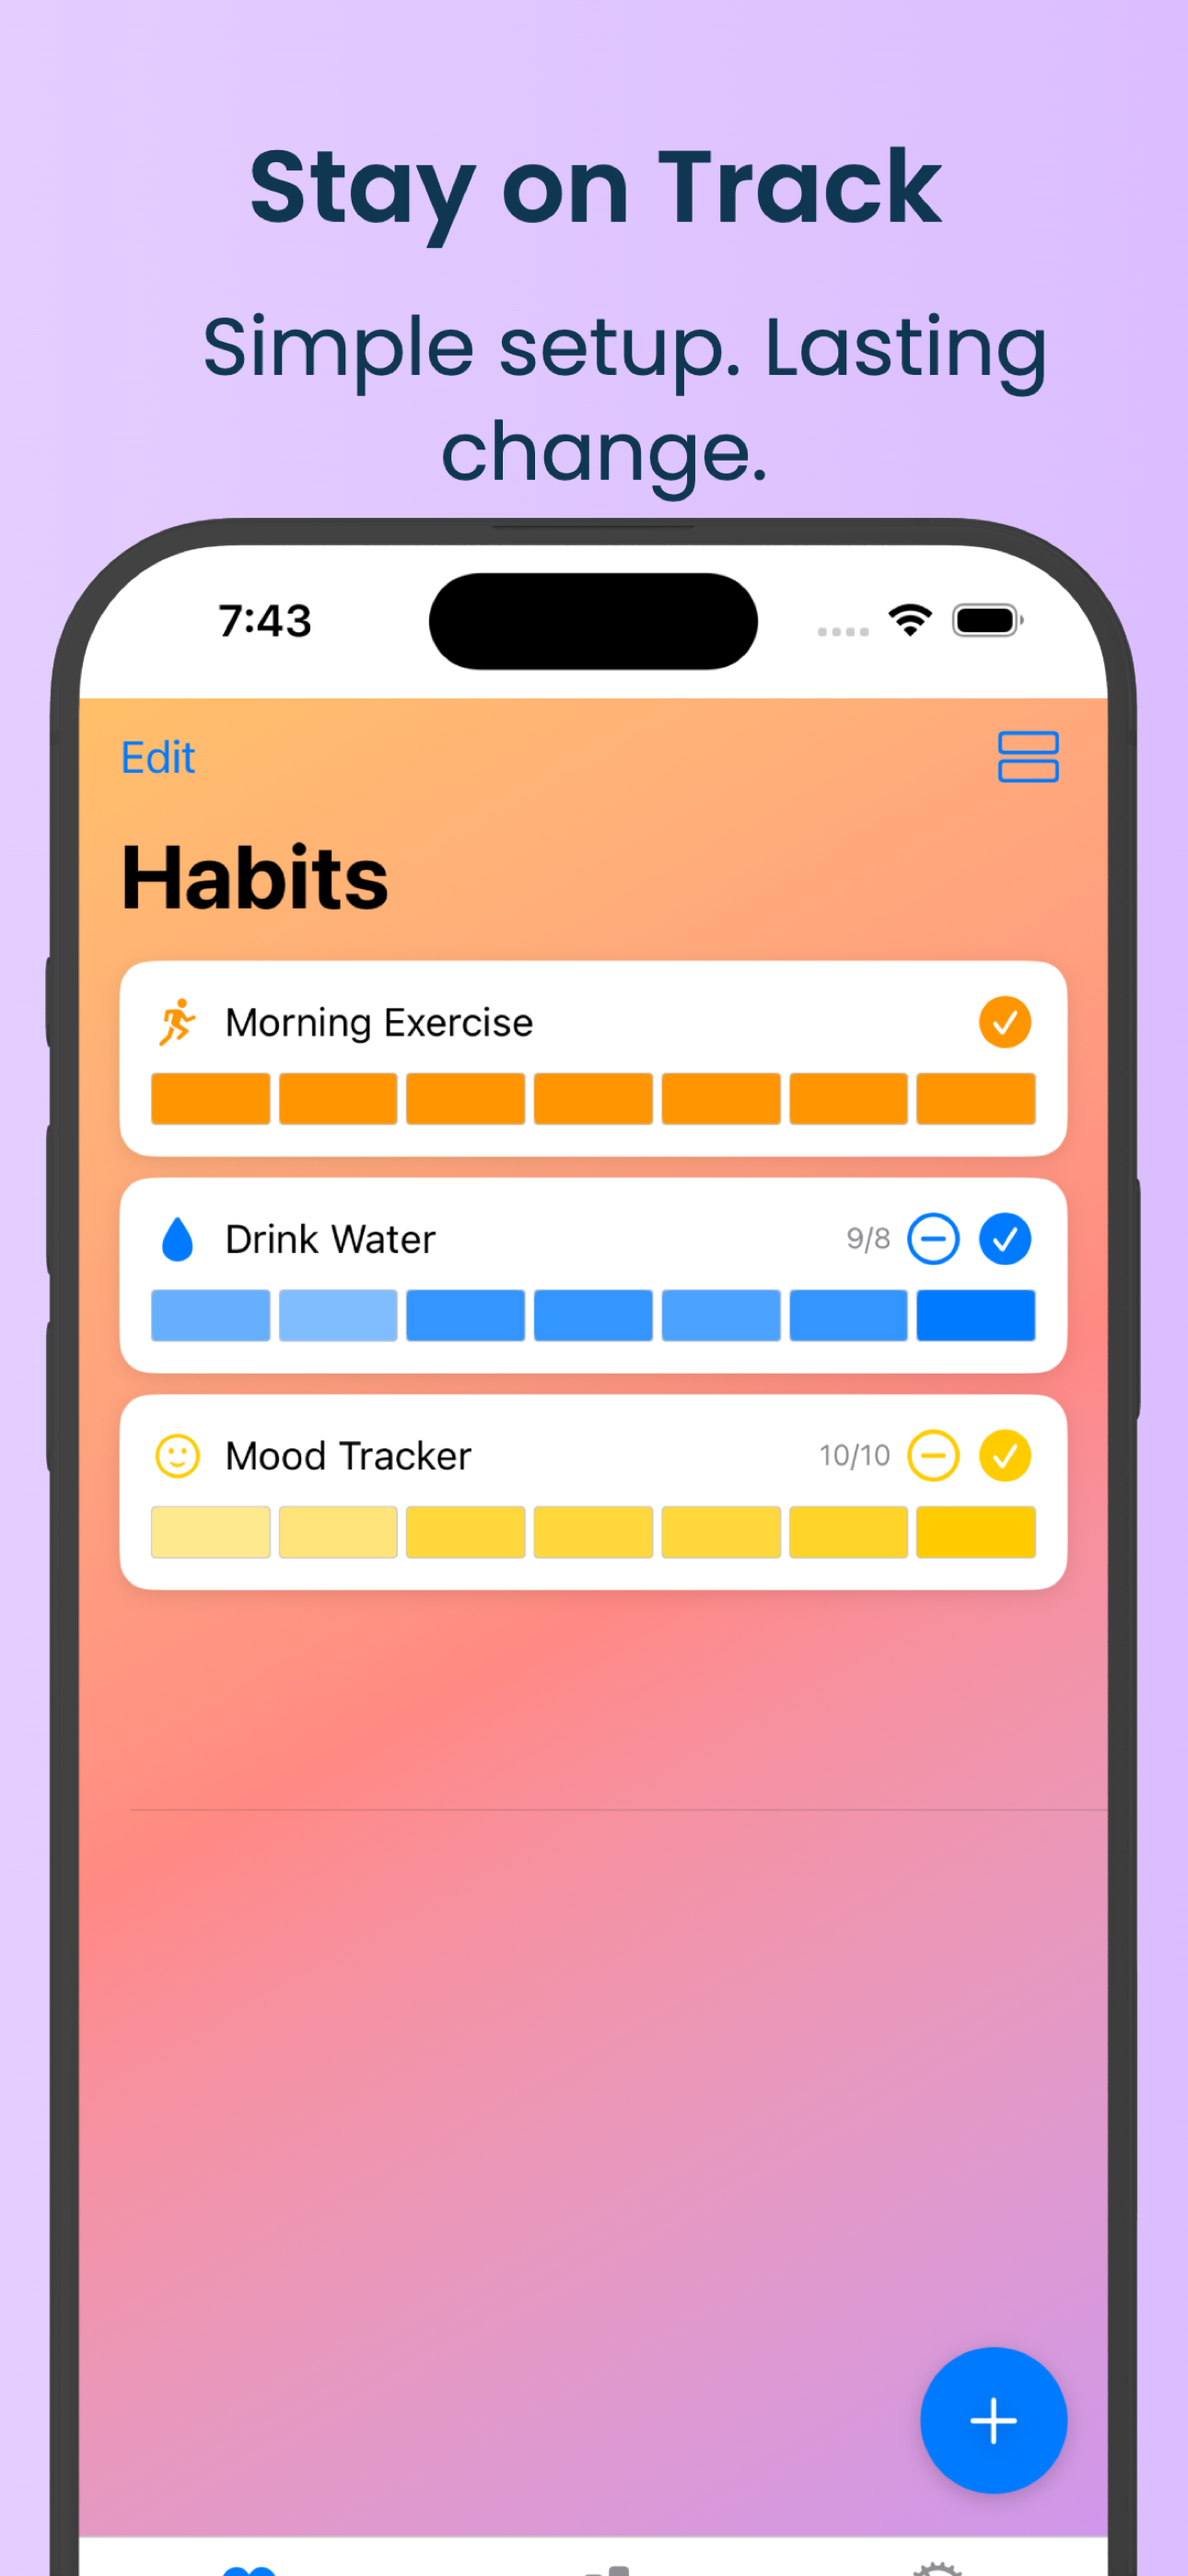 Stay on Track
Simple setup. Lasting
change.
7:43
Edit
Habits
Morning Exercise
Drink Water
9/8
Mood Tracker
10/10